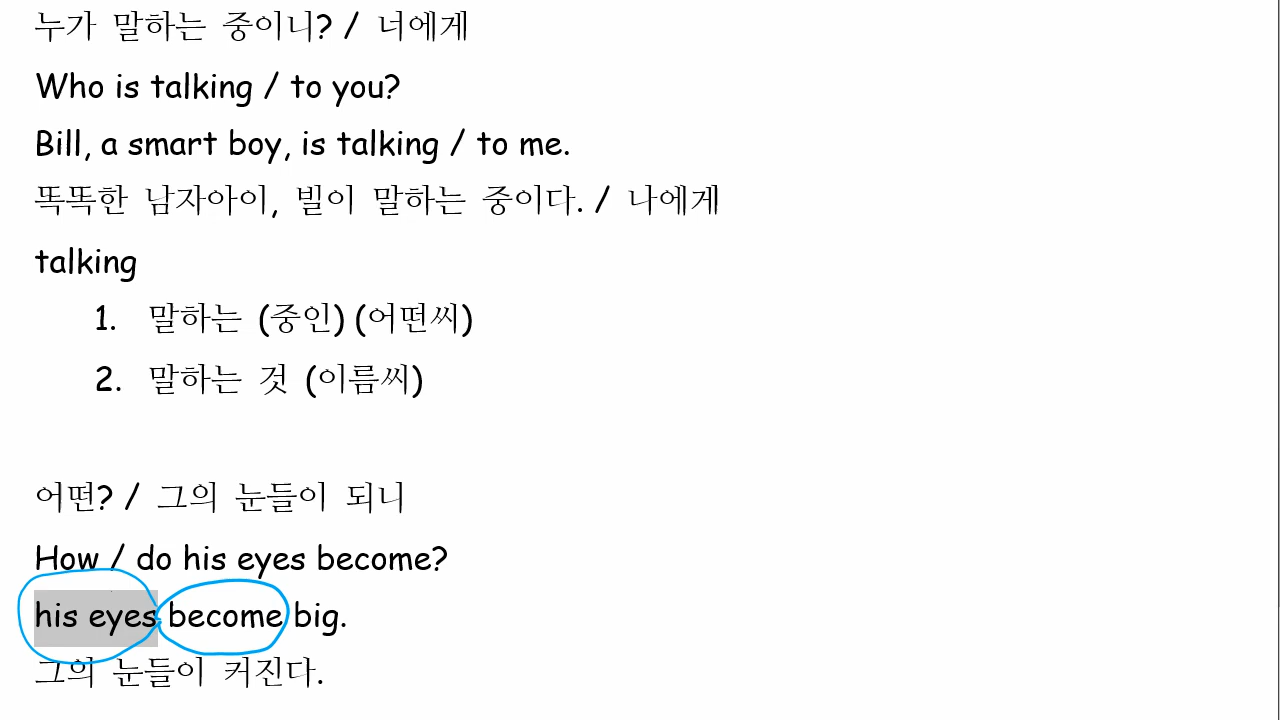 누가 말하는 중이니? / 너에게
Who is talking / to you?
Bill, a smart boy, is talking / to me.
똑똑한 남자아이, 빌이 말하는 중이다. / 나에게
talking
1. 말하는 (중인) (어떤씨)
2. 말하는 것 (이름씨)
어떤? / 그의 눈들이 되니
How / do his eyes become?
his eyes become big.
그의 눈들이 커진다.